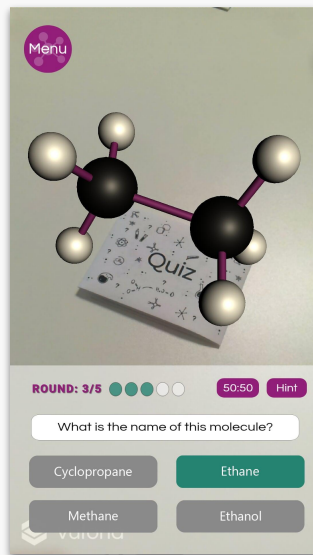 Menu
Quiz
ROUND: 3/5
50:50
Hint
What is the name of this molecule?
Cyclopropane
Ethane
Methane
Ethanol